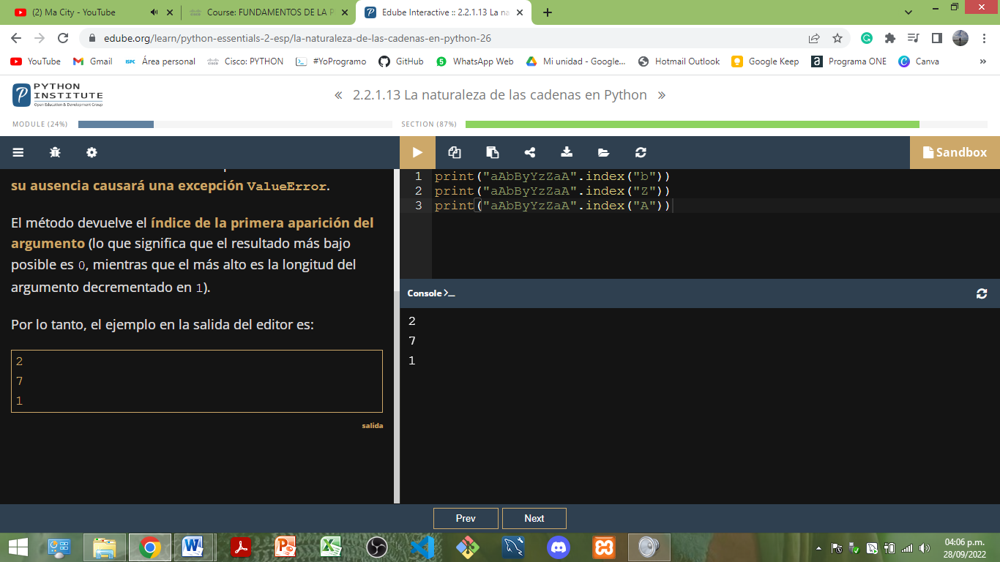 (2) Ma City - YouTube
Course: FUNDAMENTOS DE LA P
Edube Interactive :: 2.2.1.13 La na
edube.org/learn/python-essentials-2-esp/la-naturaleza-de-las-cadenas-en-python-26
YouTube
Gmail
Área personal
Cisco: PYTHON
#YoProgramo
GitHub
WhatsApp Web
Mi unidad - Google...
Hotmail Outlook
Google Keep
Programa ONE
Canva
PYTHON
INSTITUTE
Open Education & Development Group
« 2.2.1.13 La naturaleza de las cadenas en Python »
MODULE (24%)
SECTION (87%)
Sandbox
su ausencia causará una excepción ValueError.
El método devuelve el índice de la primera aparición del
argumento (lo que significa que el resultado más bajo
posible es 0, mientras que el más alto es la longitud del
argumento decrementado en 1).
Por lo tanto, el ejemplo en la salida del editor es:
2
7
1
salida
1 print("aAbByYzZaA".index("b"))
2 print("aAbByYzZaA".index("Z"))
3 print("aAbByYzZaA".index("A"))
Console >_
2
7
1
Prev
Next
04:06 p.m.
28/09/2022